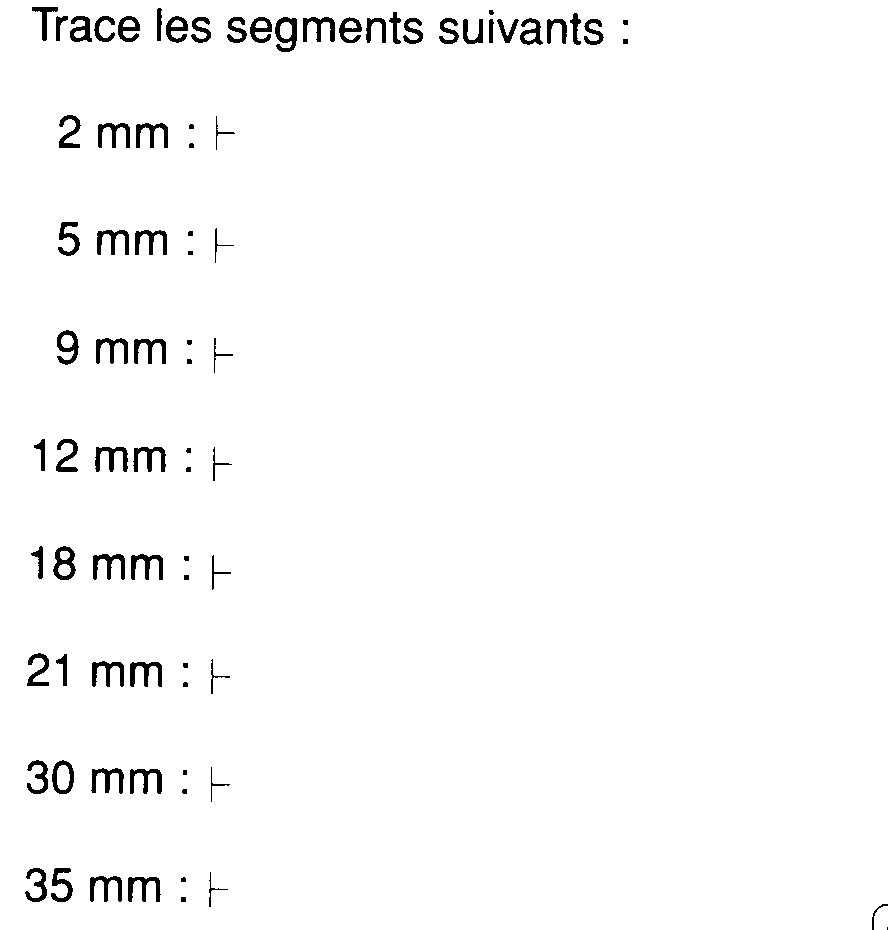 Trace les segments suivants :
2 mm :
5 mm :
9 mm :
12 mm :
18 mm :
21 mm :
30 mm :
35 mm :